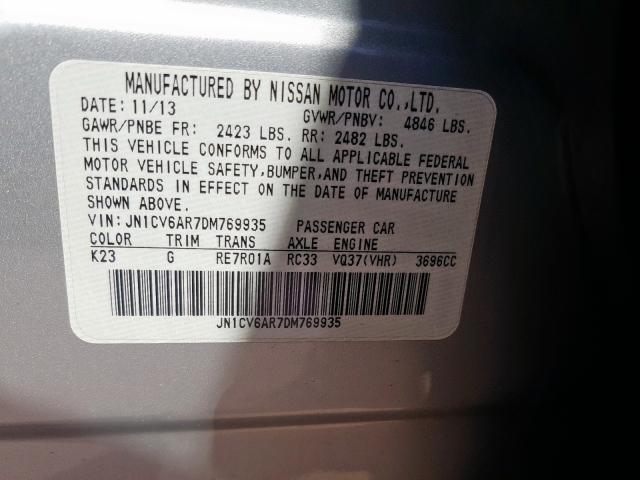 MANUFACTURED BY NISSAN MOTOR CO.,LTD.
DATE: 11/13 GVWR/PNBV: 4846 LBS.
GAWR/PNBE FR: 2423 LBS. RR: 2482 LBS.
THIS VEHICLE CONFORMS TO ALL APPLICABLE FEDERAL
MOTOR VEHICLE SAFETY,BUMPER,AND THEFT PREVENTION
STANDARDS IN EFFECT ON THE DATE OF MANUFACTURE
SHOWN ABOVE.
VIN:JN1CV6AR7DM769935 PASSENGER CAR
COLOR TRIM TRANS AXLE ENGINE
K23 G RE7R01A RC33 VQ37(VHR) 3696CC
JN1CV6AR7DM769935